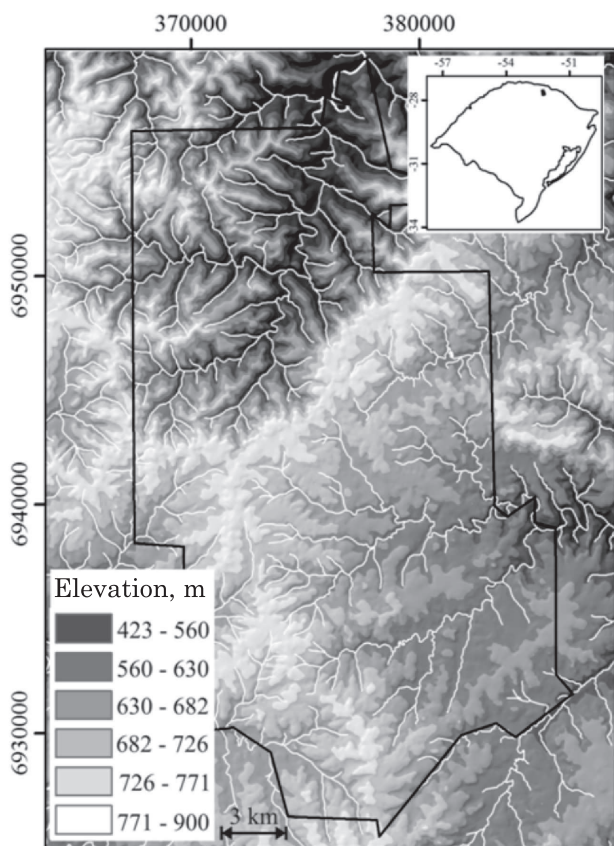 370000 380000
-57 -54 -51
-28
-31
-34
6950000
6940000
6930000
Elevation, m
423 - 560
560 - 630
630 - 682
682 - 726
726 - 771
771 - 900
3 km